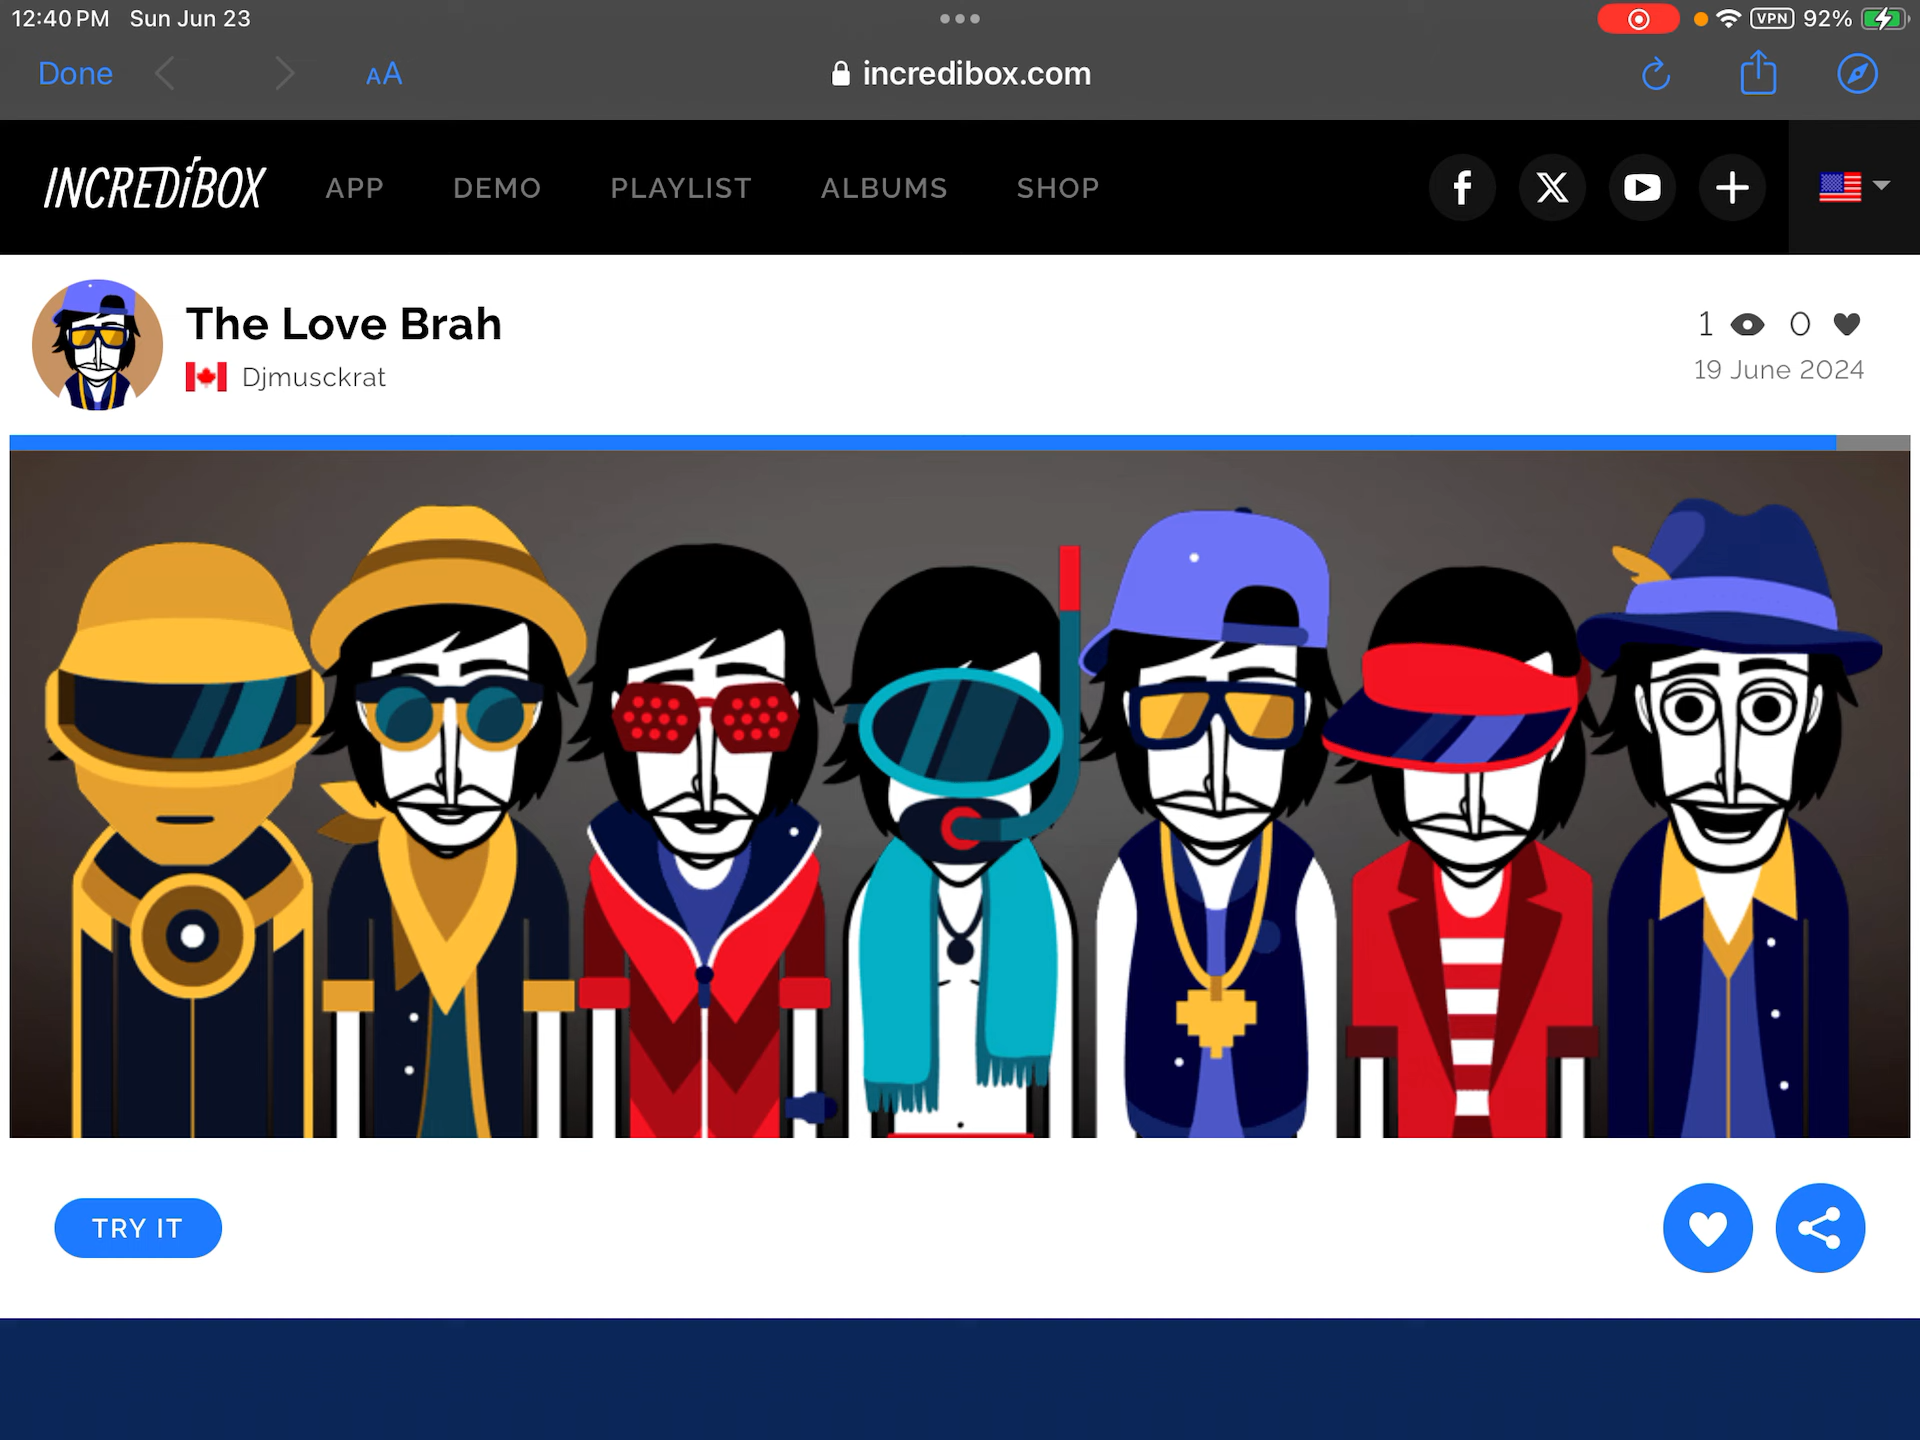 12:40 PM Sun Jun 23
VPN 92%
Done AA incredibox.com
INCREDIBOX APP DEMO PLAYLIST ALBUMS SHOP
The Love Brah
1 0
Djmusckrat
19 June 2024
TRY IT